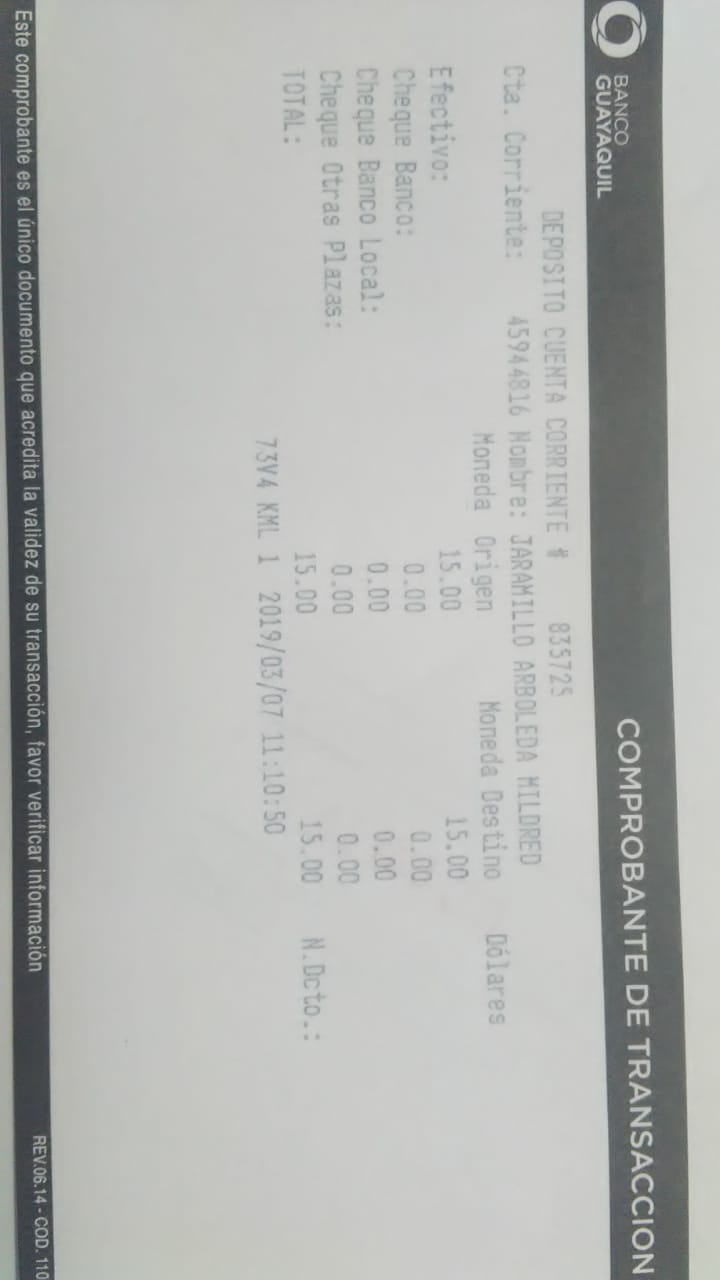 BANCO
GUAYAQUIL
COMPROBANTE DE TRANSACCION
DEPOSITO CUENTA CORRIENTE # 835725
Cta. Corriente: 45944816 Nombre: JARAMILLO ARBOLEDA MILDRED
Moneda Origen Moneda Destino Dólares
Efectivo: 15.00 15.00
Cheque Banco: 0.00 0.00
Cheque Banco Local: 0.00 0.00
Cheque Otras Plazas: 0.00 0.00
TOTAL: 15.00 15.00 N.Dcto.:
73V4 KML 1 2019/03/07 11:10:50
Este comprobante es el único documento que acredita la validez de su transacción, favor verificar información
REV.06.14 - COD. 110